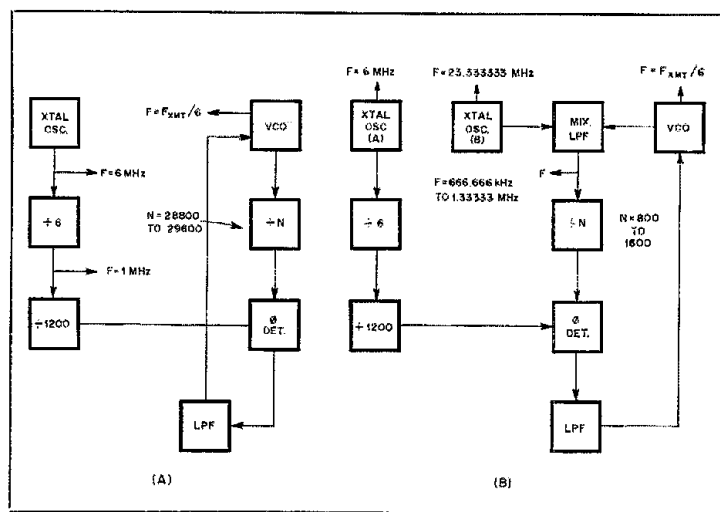 XTAL
OSC.
F=6 MHz
÷6
F=1 MHz
÷1200
F=FXMT/6
VCO
N=28800
TO 29600
÷N
Ø
DET.
LPF
(A)
F=6 MHz
XTAL
OSC
(A)
÷6
÷1200
F=23.333333 MHz
XTAL
OSC.
(B)
MIX.
LPF
F
F=666.666 kHz
TO 1.33333 MHz
÷N
N=800
TO
1600
Ø
DET.
LPF
F=FXMT/6
VCO
(B)